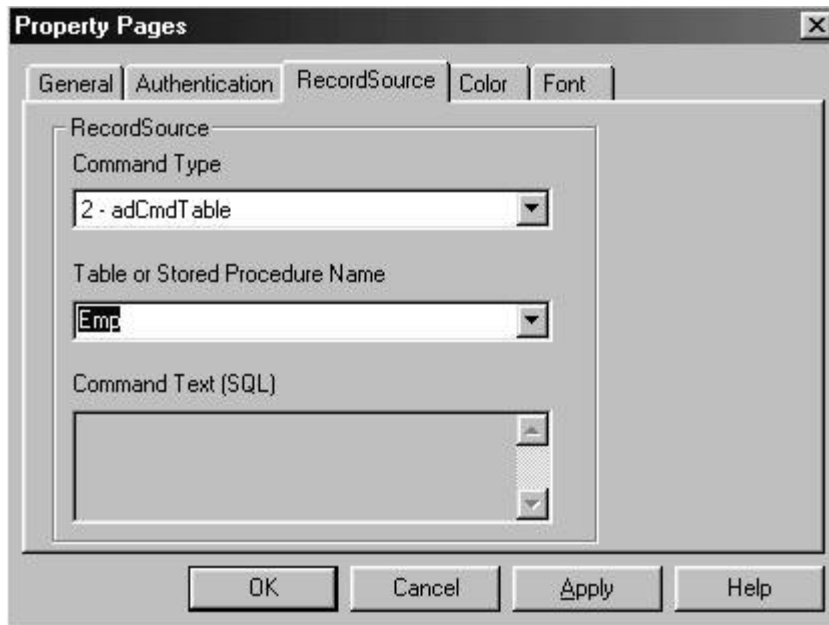 Property Pages
General Authentication RecordSource Color Font
RecordSource
Command Type
2 - adCmdTable
Table or Stored Procedure Name
Emp
Command Text (SQL)
OK Cancel Apply Help